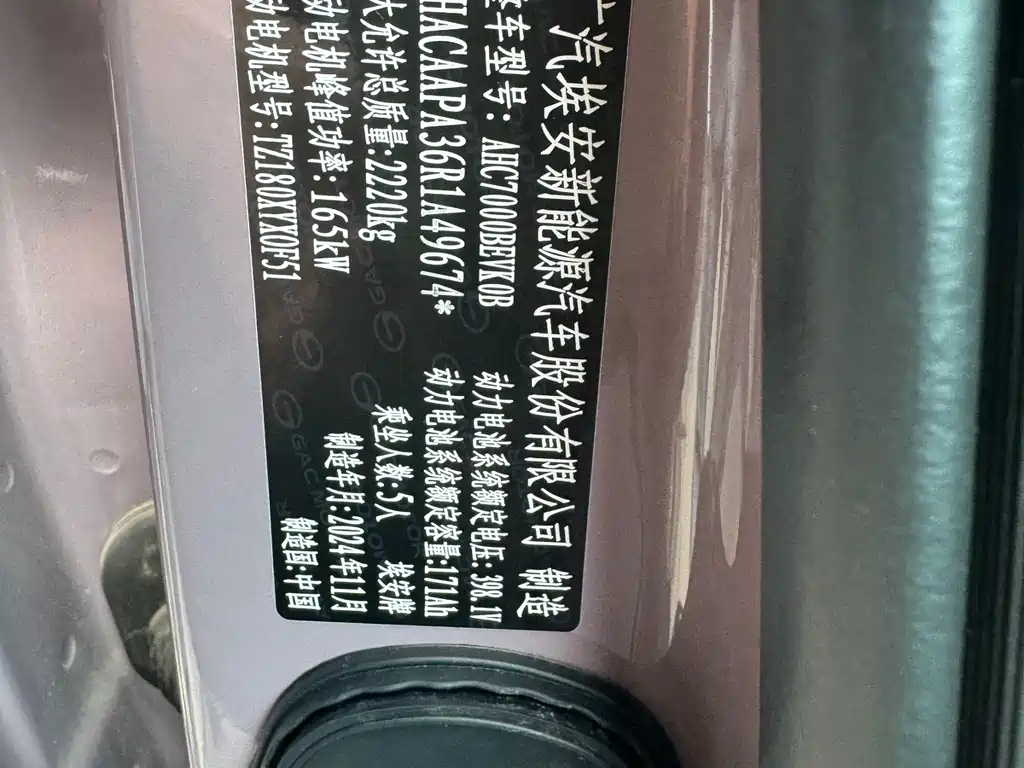 汽埃安新能源汽车股份有限公司 制造
车型号: AHC7000BEVK0B 动力电池系统额定电压: 398.1V
HACAAPA36R1A49674* 动力电池系统额定容量:171Ah
大允许总质量:2220kg 乘坐人数:5人 埃安牌
动电机峰值功率:165kW 制造年月:2024年11月
动电机型号:TZ180XYX0F51 制造国:中国